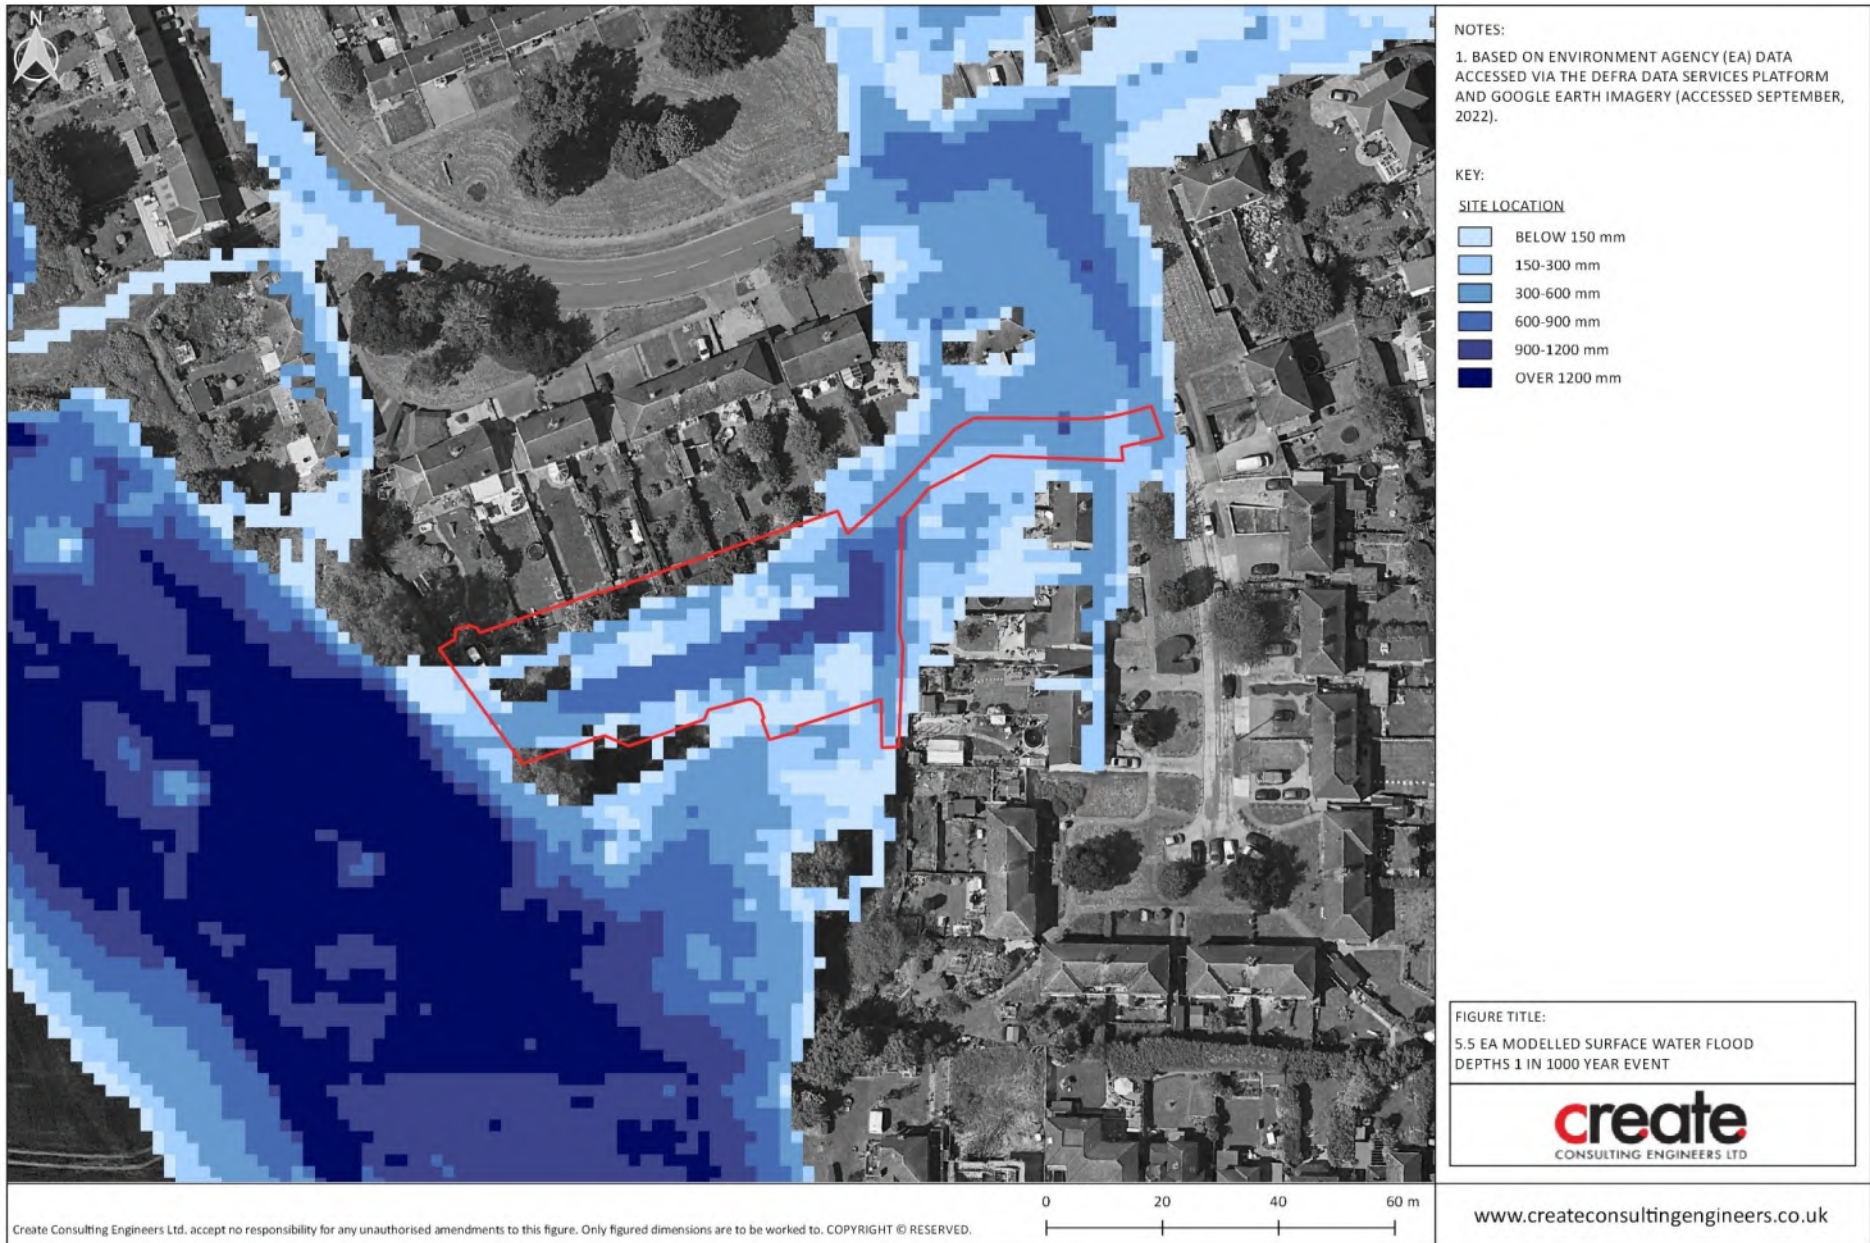 N
NOTES:
1. BASED ON ENVIRONMENT AGENCY (EA) DATA
ACCESSED VIA THE DEFRA DATA SERVICES PLATFORM
AND GOOGLE EARTH IMAGERY (ACCESSED SEPTEMBER,
2022).
KEY:
SITE LOCATION
BELOW 150 mm
150-300 mm
300-600 mm
600-900 mm
900-1200 mm
OVER 1200 mm
FIGURE TITLE:
5.5 EA MODELLED SURFACE WATER FLOOD
DEPTHS 1 IN 1000 YEAR EVENT
create
CONSULTING ENGINEERS LTD
0 20 40 60 m
Create Consulting Engineers Ltd. accept no responsibility for any unauthorised amendments to this figure. Only figured dimensions are to be worked to. COPYRIGHT © RESERVED.
www.createconsultingengineers.co.uk